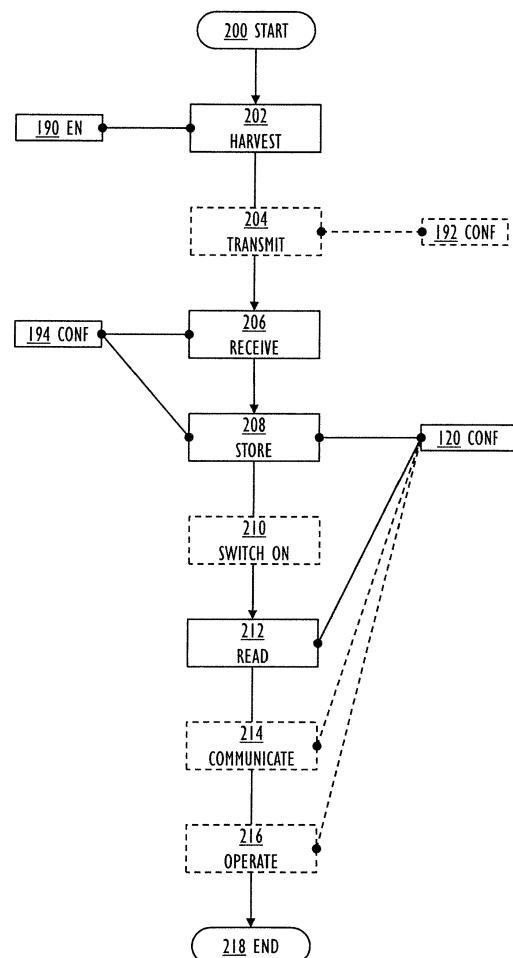 200 START
202
HARVEST
190 EN
204
TRANSMIT
192 CONF
206
RECEIVE
194 CONF
208
STORE
120 CONF
210
SWITCH ON
212
READ
214
COMMUNICATE
216
OPERATE
218 END